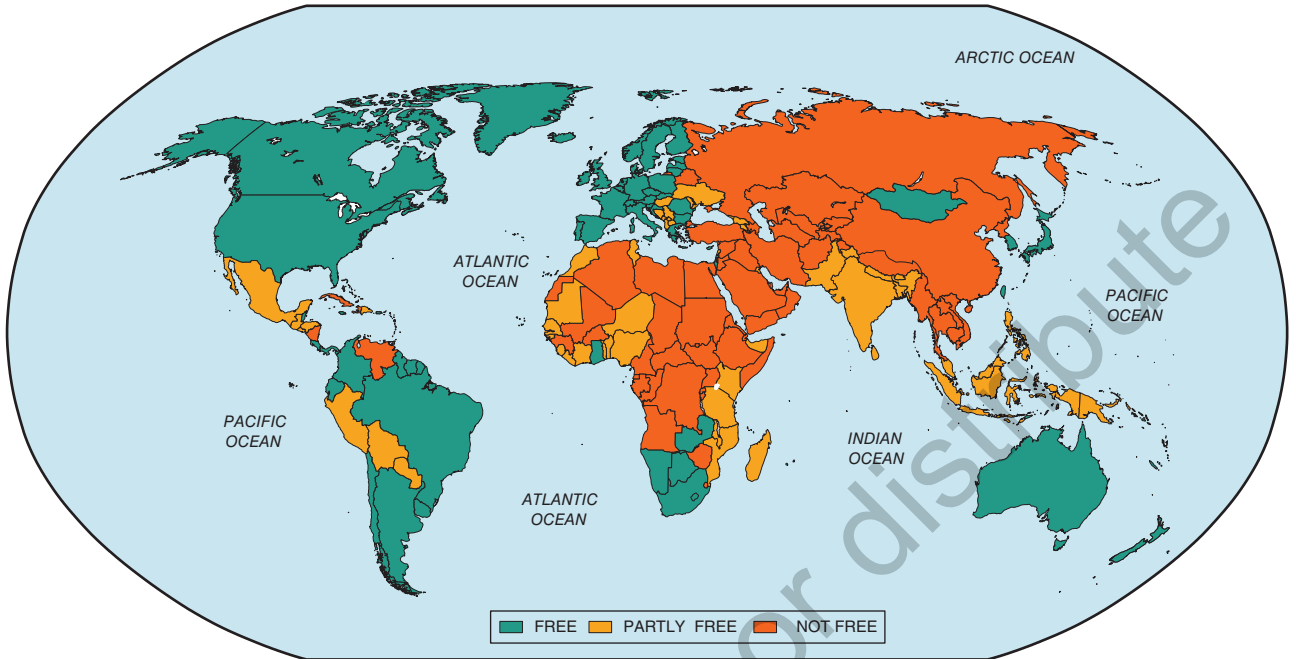 ARCTIC OCEAN
ATLANTIC
OCEAN
PACIFIC
OCEAN
PACIFIC
OCEAN
INDIAN
OCEAN
ATLANTIC
OCEAN
or distribute
FREE PARTLY FREE NOT FREE